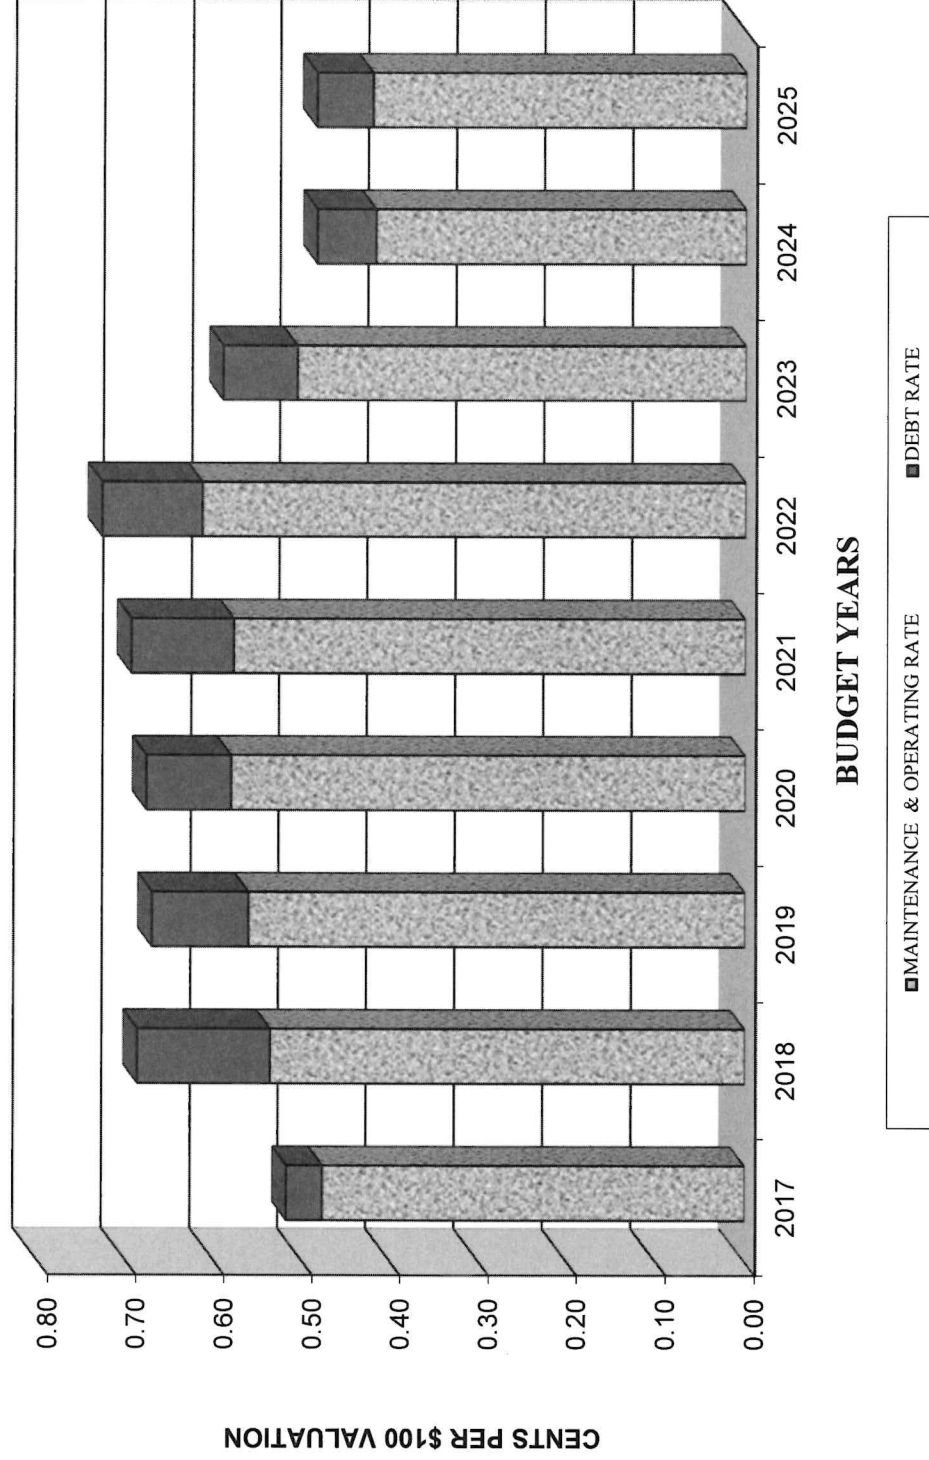 CENTS PER $100 VALUATION
0.80
0.70
0.60
0.50
0.40
0.30
0.20
0.10
0.00
2017 2018 2019 2020 2021 2022 2023 2024 2025
BUDGET YEARS
MAINTENANCE & OPERATING RATE DEBT RATE